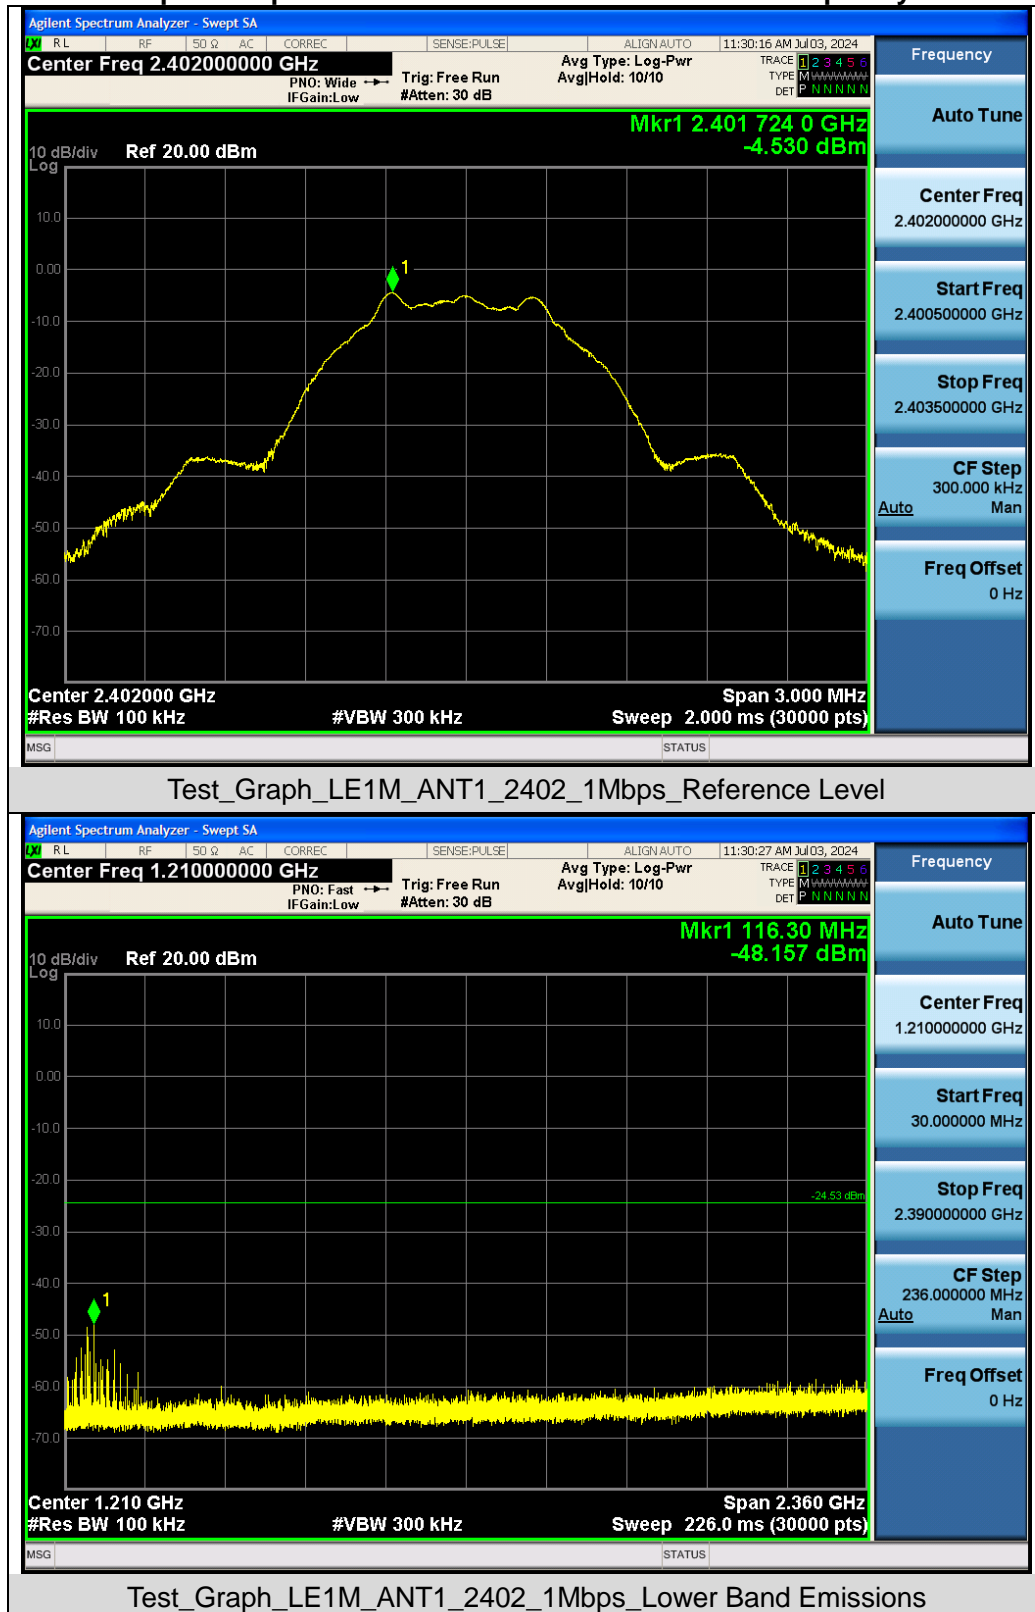 Agilent Spectrum Analyzer - Swept SA
LXI RL RF 50 Ω AC CORREC SENSE:PULSE ALIGN AUTO 11:30:16 AM Jul 03, 2024
Center Freq 2.402000000 GHz
PNO: Wide
IFGain:Low
Trig: Free Run
#Atten: 30 dB
Avg Type: Log-Pwr
Avg|Hold: 10/10
TRACE 1 2 3 4 5 6
TYPE M W W W W W
DET P N N N N N
Mkr1 2.401 724 0 GHz
-4.530 dBm
10 dB/div Ref 20.00 dBm
Log
10.0
0.00
-10.0
-20.0
-30.0
-40.0
-50.0
-60.0
-70.0
1
Center 2.402000 GHz Span 3.000 MHz
#Res BW 100 kHz #VBW 300 kHz Sweep 2.000 ms (30000 pts)
MSG STATUS
Frequency
Auto Tune
Center Freq
2.402000000 GHz
Start Freq
2.400500000 GHz
Stop Freq
2.403500000 GHz
CF Step
300.000 kHz
Auto Man
Freq Offset
0 Hz
Test_Graph_LE1M_ANT1_2402_1Mbps_Reference Level
Agilent Spectrum Analyzer - Swept SA
LXI RL RF 50 Ω AC CORREC SENSE:PULSE ALIGN AUTO 11:30:27 AM Jul 03, 2024
Center Freq 1.210000000 GHz
PNO: Fast
IFGain:Low
Trig: Free Run
#Atten: 30 dB
Avg Type: Log-Pwr
Avg|Hold: 10/10
TRACE 1 2 3 4 5 6
TYPE M W W W W W
DET P N N N N N
Mkr1 116.30 MHz
-48.157 dBm
10 dB/div Ref 20.00 dBm
Log
10.0
0.00
-10.0
-20.0
-30.0
-40.0
-50.0
-60.0
-70.0
-24.53 dBm
1
Center 1.210 GHz Span 2.360 GHz
#Res BW 100 kHz #VBW 300 kHz Sweep 226.0 ms (30000 pts)
MSG STATUS
Frequency
Auto Tune
Center Freq
1.210000000 GHz
Start Freq
30.000000 MHz
Stop Freq
2.390000000 GHz
CF Step
236.000000 MHz
Auto Man
Freq Offset
0 Hz
Test_Graph_LE1M_ANT1_2402_1Mbps_Lower Band Emissions